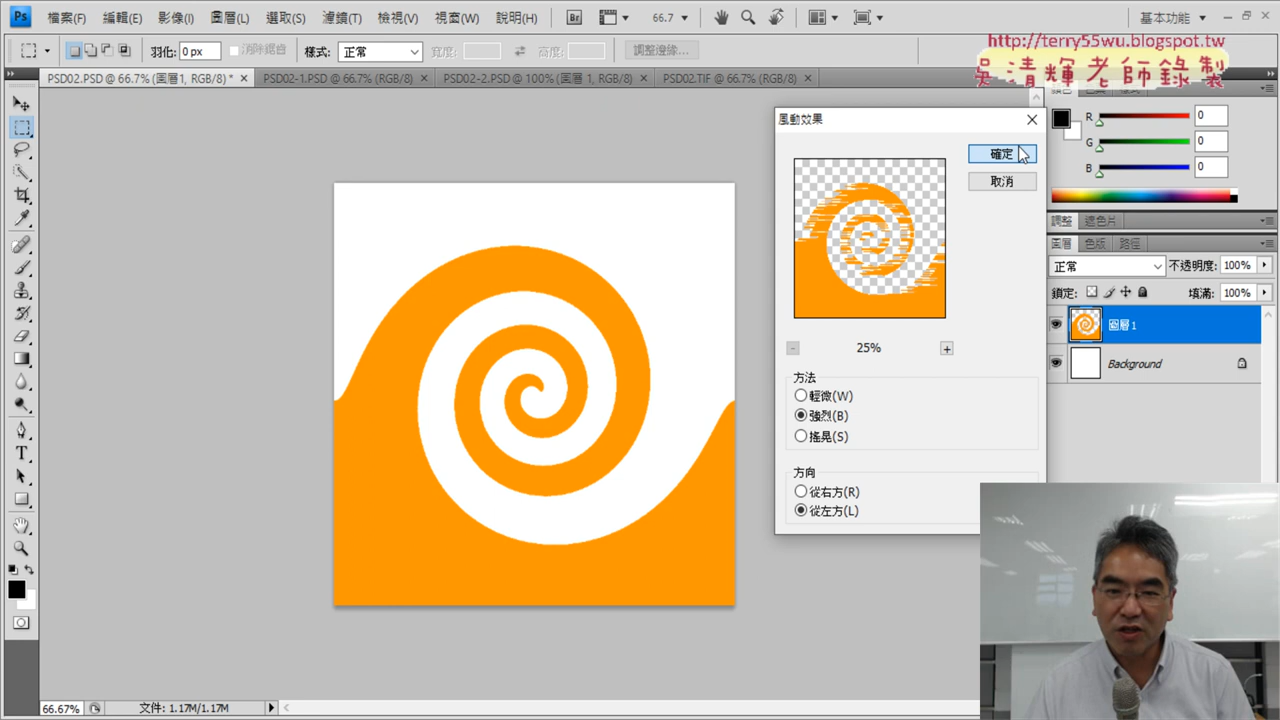 Ps
檔案(F)
編輯(E)
影像(I)
圖層(L)
選取(S)
濾鏡(T)
檢視(V)
視窗(W)
說明(H)
Br
66.7
基本功能
羽化: 0 px
消除鋸齒
樣式: 正常
寬度:
高度:
調整邊緣...
http://terry55wu.blogspot.tw
吳清輝老師錄製
PSD02.PSD @ 66.7% (圖層 1, RGB/8) *
PSD02-1.PSD @ 66.7% (RGB/8)
PSD02-2.PSD @ 100% (圖層 1, RGB/8)
PSD02.TIF @ 66.7% (RGB/8)
風動效果
確定
取消
25%
方法
輕微(W)
強烈(B)
搖晃(S)
方向
從右方(R)
從左方(L)
R 0
G 0
B 0
調整
遮色片
圖層
色版
路徑
正常
不透明度: 100%
鎖定:
填滿: 100%
圖層 1
Background
T
66.67%
文件: 1.17M/1.17M